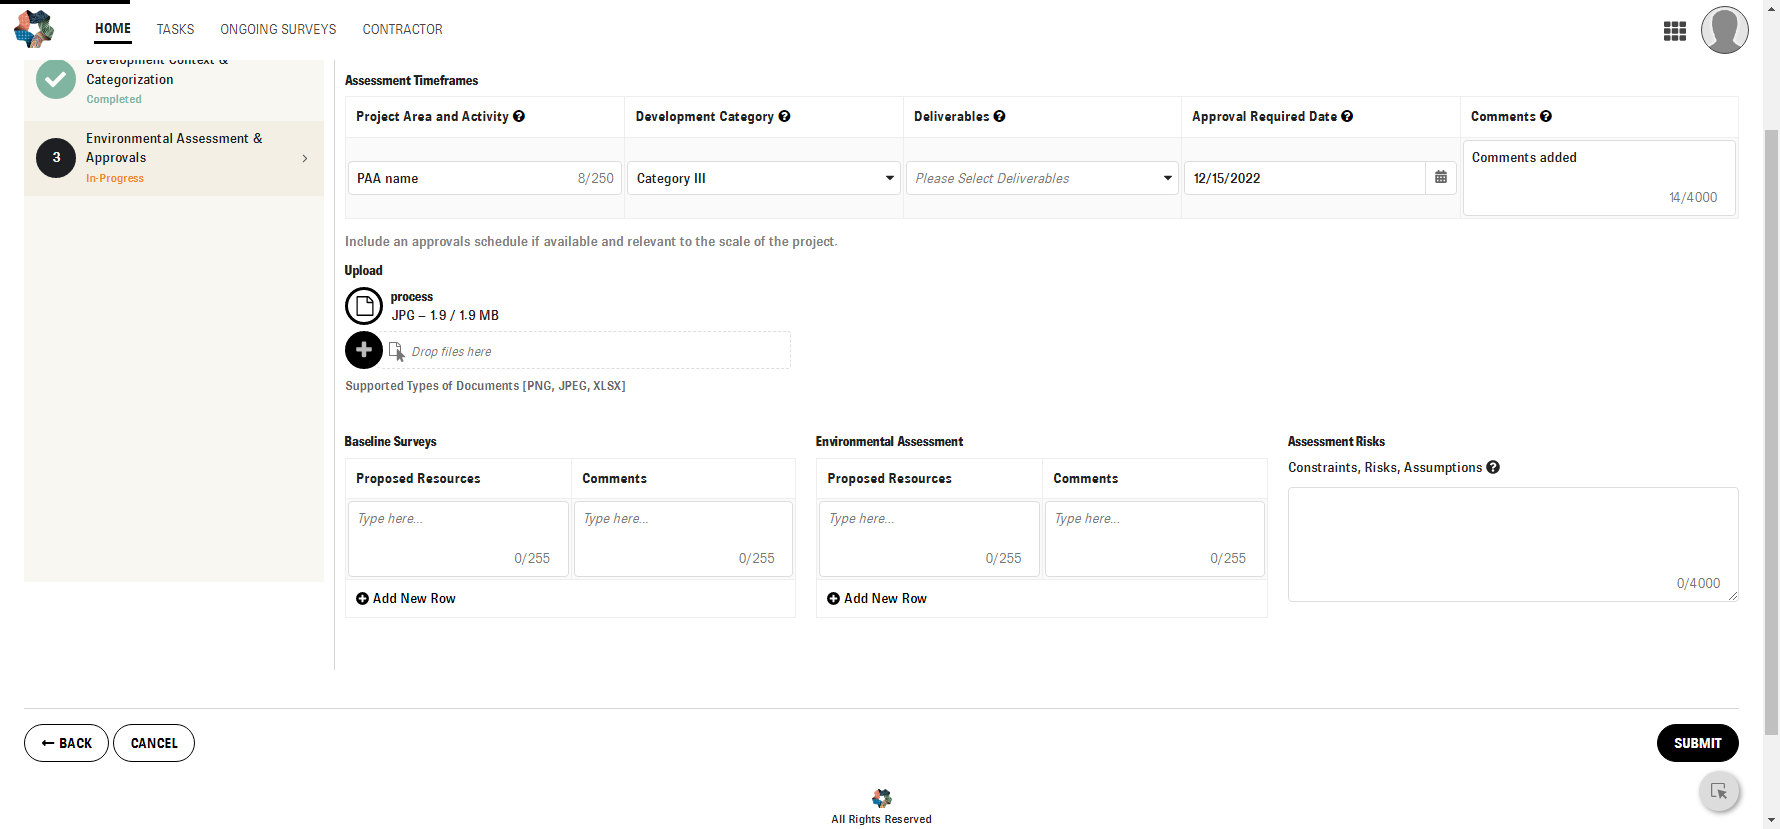 HOME TASKS ONGOING SURVEYS CONTRACTOR
Development Context &
Categorization
Completed
3
Environmental Assessment &
Approvals
In-Progress
Assessment Timeframes
Project Area and Activity ? Development Category ? Deliverables ? Approval Required Date ? Comments ?
PAA name 8/250 Category III Please Select Deliverables 12/15/2022 Comments added
14/4000
Include an approvals schedule if available and relevant to the scale of the project.
Upload
process
JPG – 1.9 / 1.9 MB
Drop files here
Supported Types of Documents [PNG, JPEG, XLSX]
Baseline Surveys
Proposed Resources Comments
Type here... Type here...
0/255 0/255
Add New Row
Environmental Assessment
Proposed Resources Comments
Type here... Type here...
0/255 0/255
Add New Row
Assessment Risks
Constraints, Risks, Assumptions ?
0/4000
← BACK CANCEL SUBMIT
All Rights Reserved